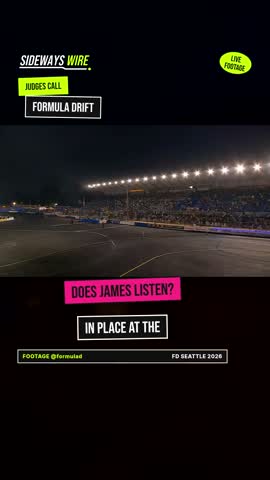 SIDEWAYS WIRE.
LIVE
FOOTAGE
JUDGES CALL
FORMULA DRIFT
DOES JAMES LISTEN?
IN PLACE AT THE
FOOTAGE @formulad FD SEATTLE 2026